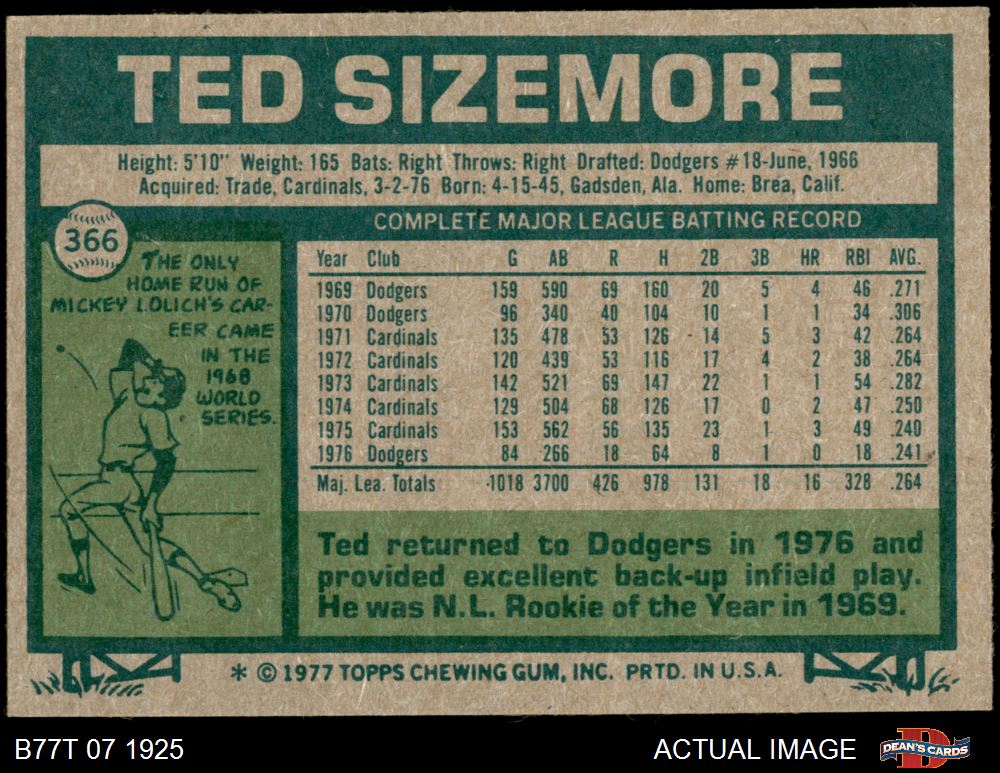 TED SIZEMORE
Height: 5'10" Weight: 165 Bats: Right Throws: Right Drafted: Dodgers #18-June, 1966
Acquired: Trade, Cardinals, 3-2-76 Born: 4-15-45, Gadsden, Ala. Home: Brea, Calif.
366
THE ONLY
HOME RUN OF
MICKEY LOLICH'S CAR-
EER CAME
IN THE
1968
WORLD
SERIES.
COMPLETE MAJOR LEAGUE BATTING RECORD
Year Club G AB R H 2B 3B HR RBI AVG.
1969 Dodgers 159 590 69 160 20 5 4 46 .271
1970 Dodgers 96 340 40 104 10 1 1 34 .306
1971 Cardinals 135 478 53 126 14 5 3 42 .264
1972 Cardinals 120 439 53 116 17 4 2 38 .264
1973 Cardinals 142 521 69 147 22 1 1 54 .282
1974 Cardinals 129 504 68 126 17 0 2 47 .250
1975 Cardinals 153 562 56 135 23 1 3 49 .240
1976 Dodgers 84 266 18 64 8 1 0 18 .241
Maj. Lea. Totals 1018 3700 426 978 131 18 16 328 .264
Ted returned to Dodgers in 1976 and
provided excellent back-up infield play.
He was N.L. Rookie of the Year in 1969.
* © 1977 TOPPS CHEWING GUM, INC. PRTD. IN U.S.A.
B77T 07 1925
ACTUAL IMAGE
D
DEAN'S CARDS